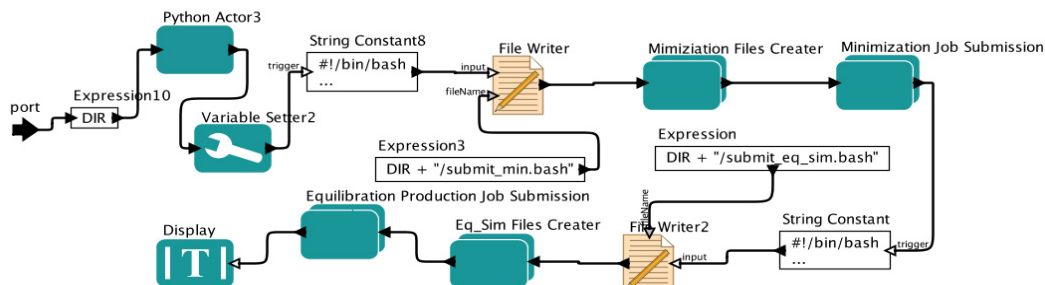 Python Actor3
String Constant8
trigger
#!/bin/bash
...
File Writer
input
fileName
Mimiziation Files Creater
Minimization Job Submission
port
Expression10
DIR
Variable Setter2
Expression3
DIR + "/submit_min.bash"
Expression
DIR + "/submit_eq_sim.bash"
Equilibration Production Job Submission
Display
T
Eq_Sim Files Creater
fileName
File Writer2
input
String Constant
#!/bin/bash
...
trigger